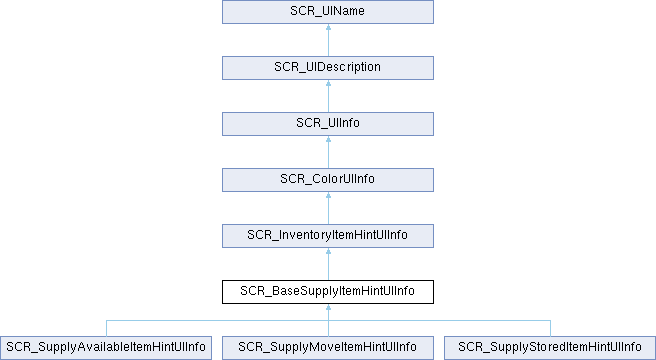 SCR_UIName
SCR_UIDescription
SCR_UIInfo
SCR_ColorUIInfo
SCR_InventoryItemHintUIInfo
SCR_BaseSupplyItemHintUIInfo
SCR_SupplyAvailableItemHintUIInfo
SCR_SupplyMoveItemHintUIInfo
SCR_SupplyStoredItemHintUIInfo